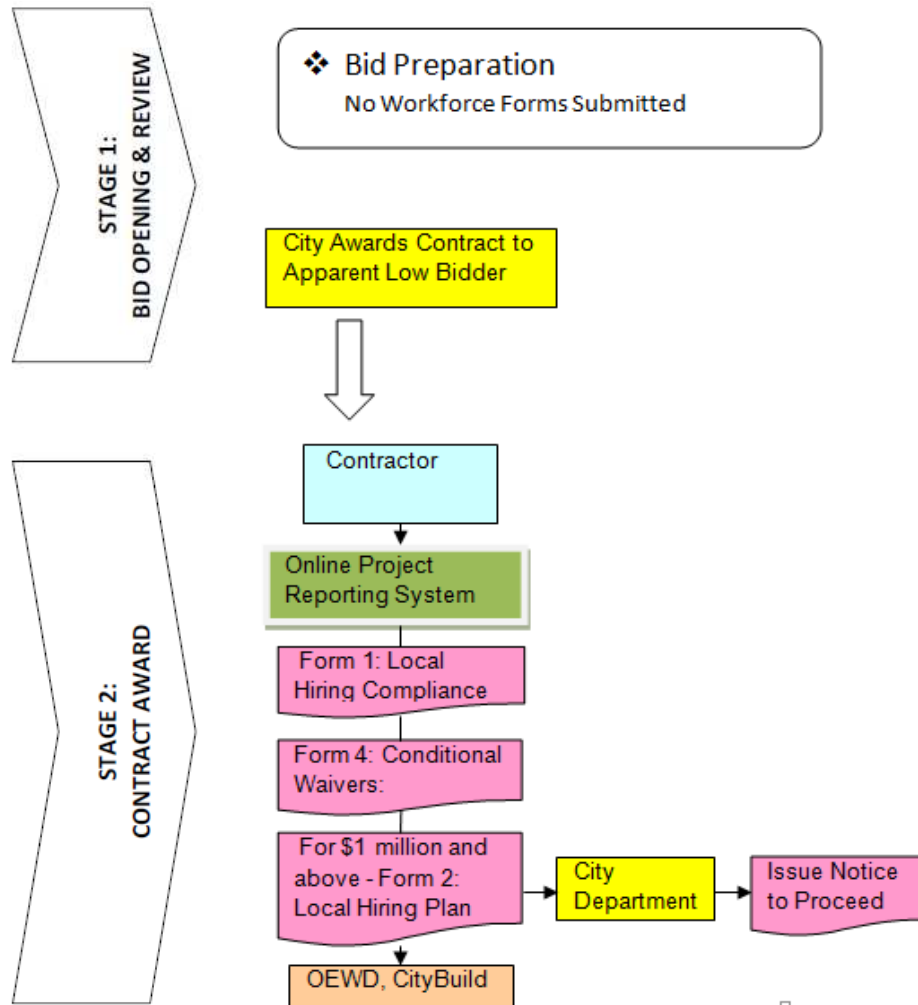 STAGE 1:
BID OPENING & REVIEW
❖ Bid Preparation
No Workforce Forms Submitted
City Awards Contract to
Apparent Low Bidder
STAGE 2:
CONTRACT AWARD
Contractor
Online Project
Reporting System
Form 1: Local
Hiring Compliance
Form 4: Conditional
Waivers:
For $1 million and
above - Form 2:
Local Hiring Plan
City
Department
Issue Notice
to Proceed
OEWD, CityBuild